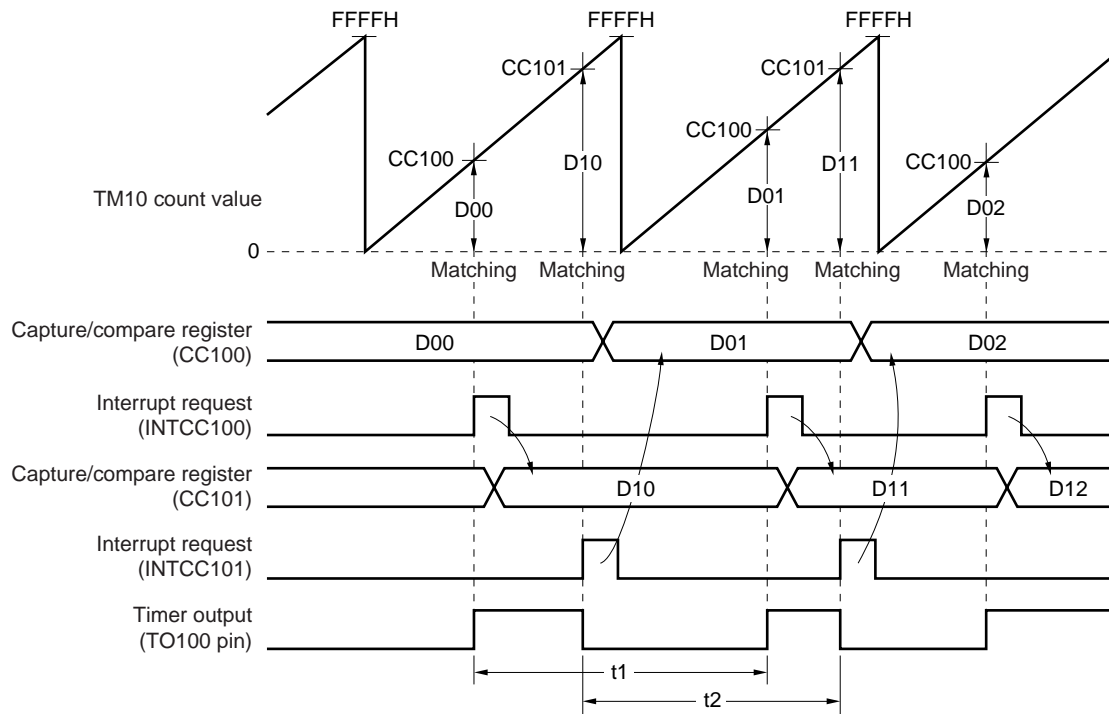 FFFFH FFFFH FFFFH
CC101 CC101
CC100 CC100 CC100
D10 D11
TM10 count value
D00 D01 D02
0
Matching Matching Matching Matching Matching
Capture/compare register
(CC100)
D00 D01 D02
Interrupt request
(INTCC100)
Capture/compare register
(CC101)
D10 D11 D12
Interrupt request
(INTCC101)
Timer output
(TO100 pin)
t1
t2